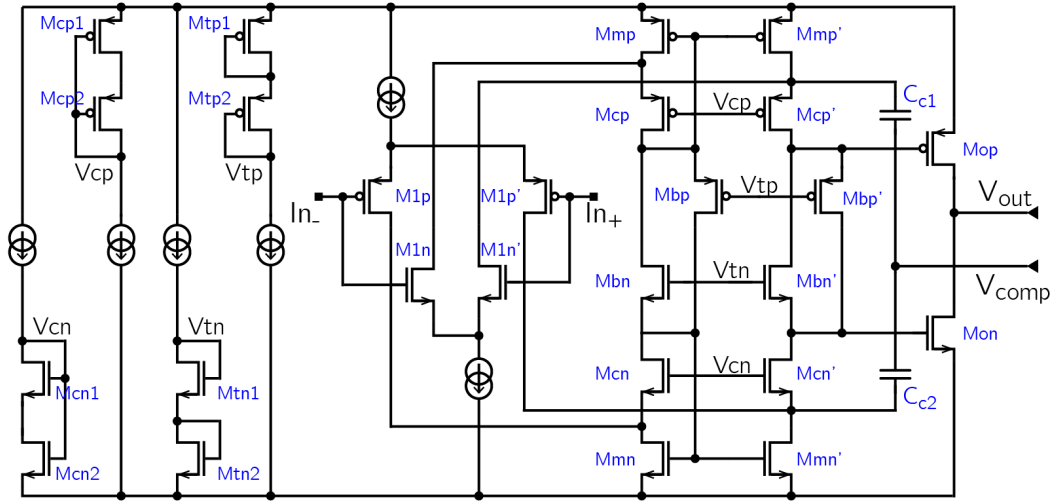 Mcp1
Mtp1
Mmp
Mmp’
Mcp2
Mtp2
Mcp
Vcp
Mcp’
Cc1
Mop
Vcp
Vtp
M1p
M1p’
Mbp
Vtp
Mbp’
Vout
In-
In+
M1n
M1n’
Mbn
Vtn
Mbn’
Vcomp
Vcn
Vtn
Mon
Mcn1
Mtn1
Mcn
Vcn
Mcn’
Cc2
Mcn2
Mtn2
Mmn
Mmn’